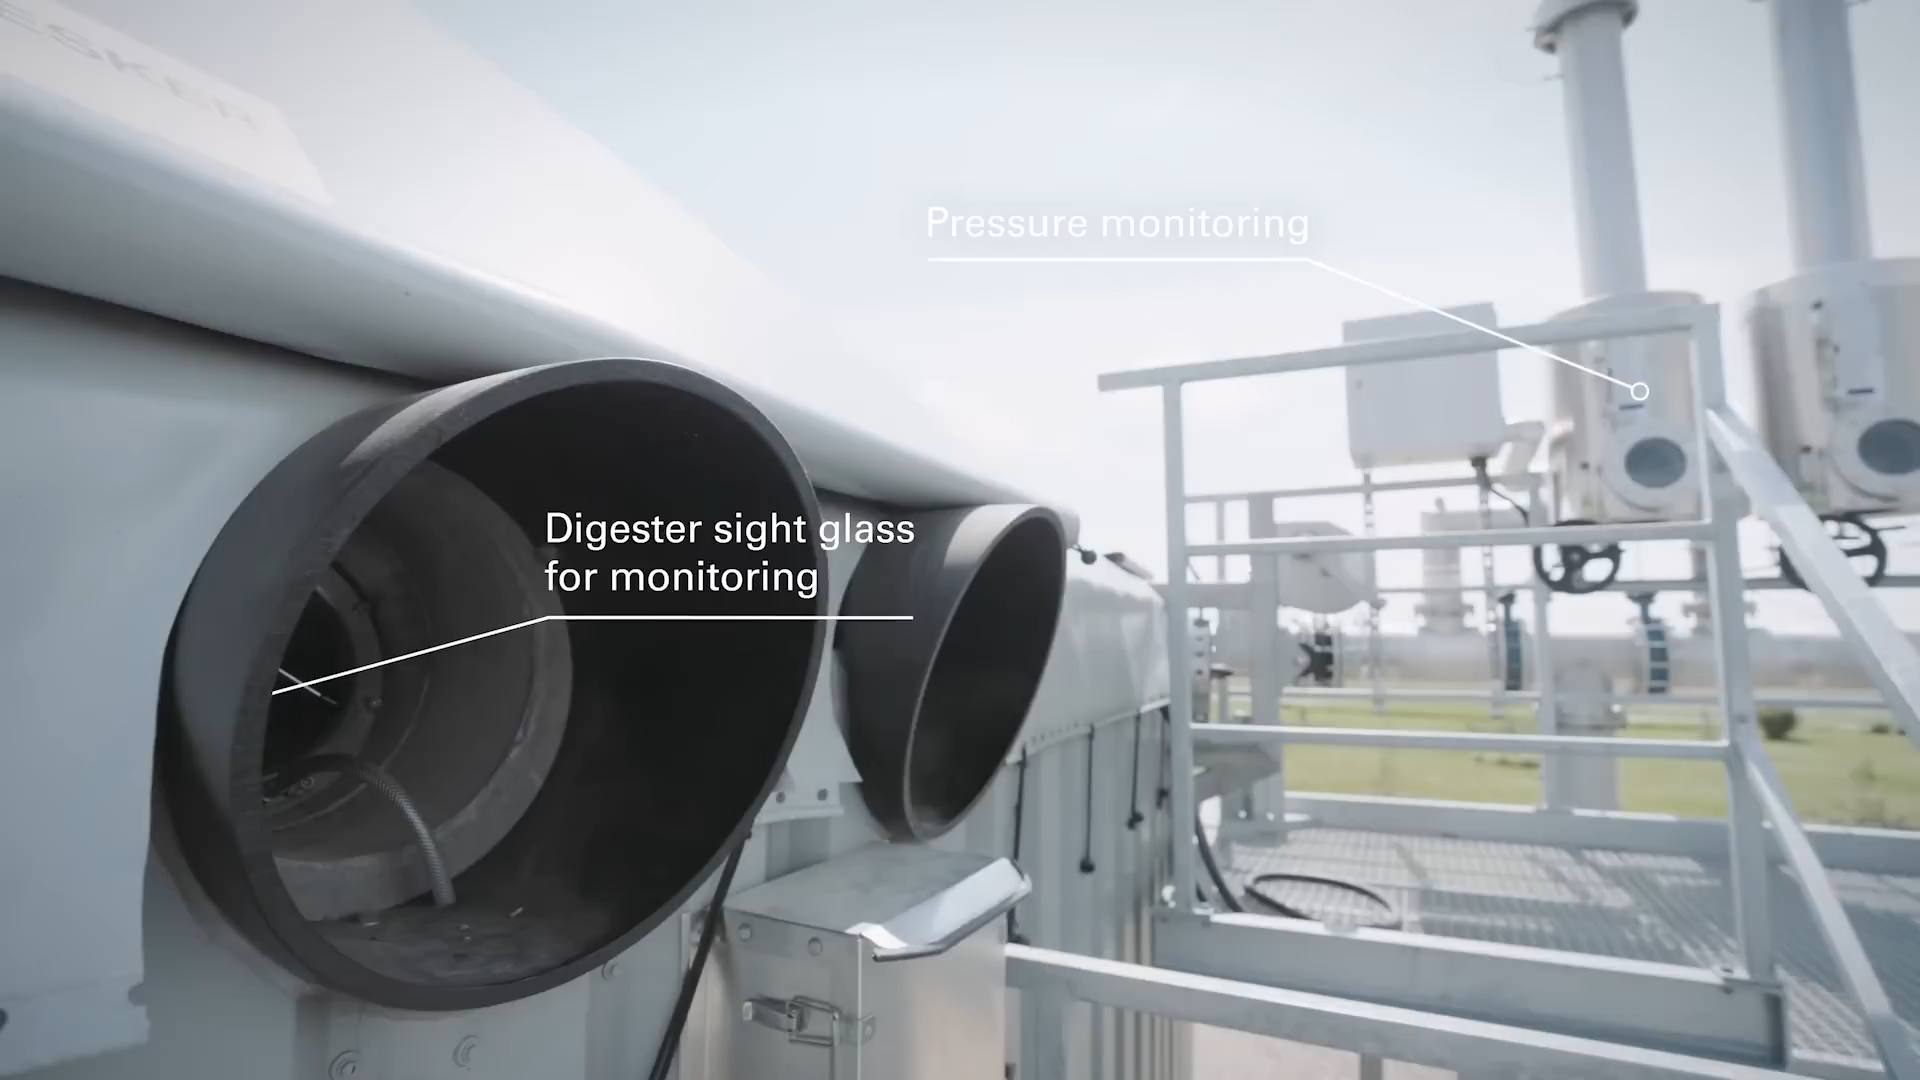 Pressure monitoring
Digester sight glass
for monitoring